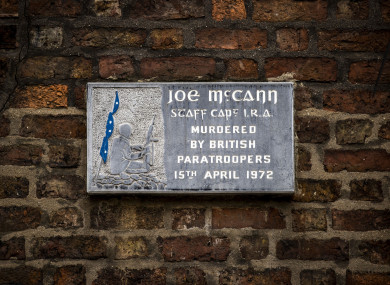 JOE McCANN
STAFF CAPT I.R.A.
MURDERED
BY BRITISH
PARATROOPERS
15TH APRIL 1972